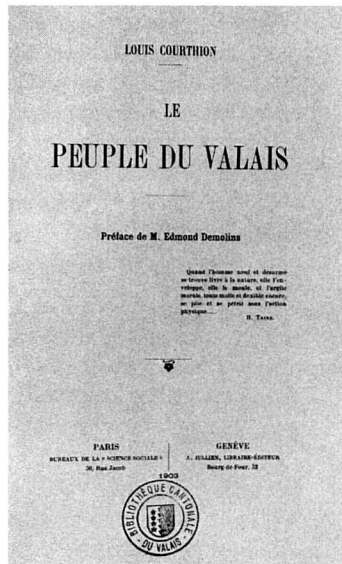 LOUIS COURTHION
LE
PEUPLE DU VALAIS
Préface de M. Edmond Demolins
Quand l'homme neuf et désarmé
se trouve livré à la nature, elle l'en-
veloppe, elle le moule, et l'argile
morale, toute molle et flexible encore,
se plie et se pétrit sous l'action
physique...
H. TAINE.
PARIS
BUREAUX DE LA « SCIENCE SOCIALE »
56, Rue Jacob
GENÈVE
A. JULLIEN, LIBRAIRE-ÉDITEUR
Bourg-de-Four, 32
1903
BIBLIOTHÈQUE CANTONALE
DU VALAIS